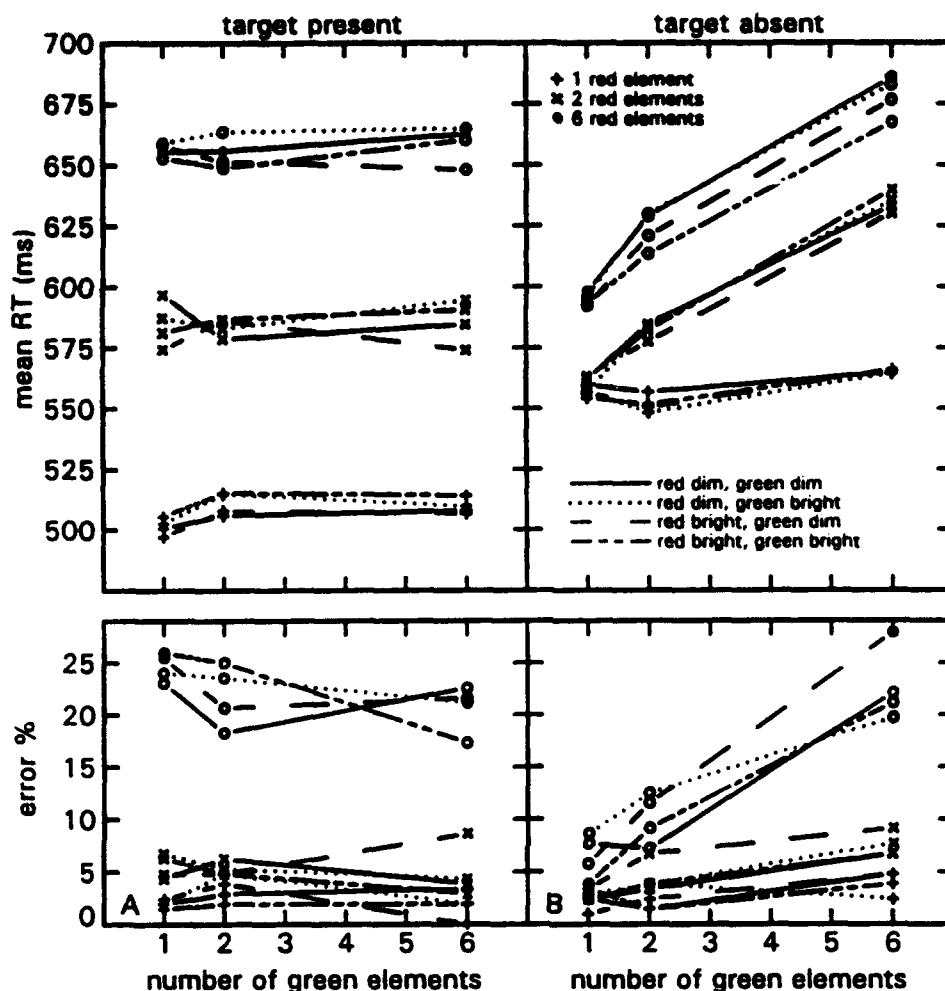 target present
target absent
700
675
650
625
600
575
550
525
500
mean RT (ms)
+ 1 red element
× 2 red elements
o 6 red elements
red dim, green dim
red dim, green bright
red bright, green dim
red bright, green bright
25
20
15
10
5
0
error %
A
B
1 2 3 4 5 6
1 2 3 4 5 6
number of green elements
number of green elements